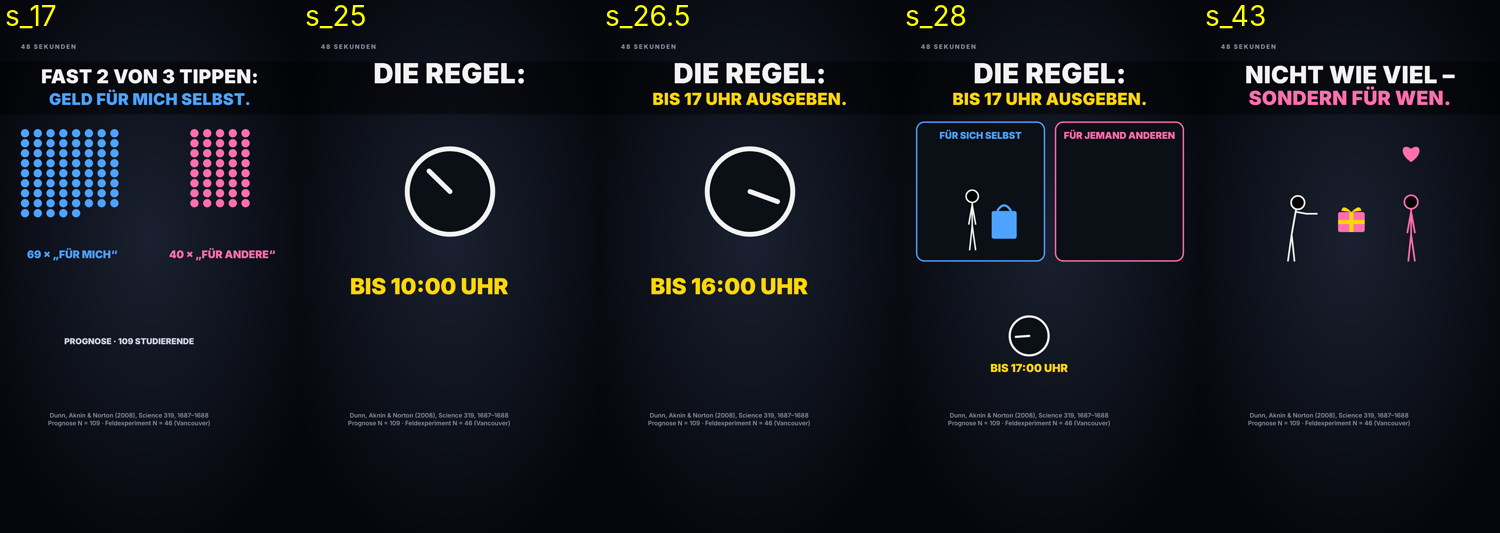 s_17
48 SEKUNDEN
FAST 2 VON 3 TIPPEN:
GELD FÜR MICH SELBST.
69 × „FÜR MICH“
40 × „FÜR ANDERE“
PROGNOSE · 109 STUDIERENDE
Dunn, Aknin & Norton (2008), Science 319, 1687–1688
Prognose N = 109 · Feldexperiment N = 46 (Vancouver)
s_25
48 SEKUNDEN
DIE REGEL:
BIS 10:00 UHR
Dunn, Aknin & Norton (2008), Science 319, 1687–1688
Prognose N = 109 · Feldexperiment N = 46 (Vancouver)
s_26.5
48 SEKUNDEN
DIE REGEL:
BIS 17 UHR AUSGEBEN.
BIS 16:00 UHR
Dunn, Aknin & Norton (2008), Science 319, 1687–1688
Prognose N = 109 · Feldexperiment N = 46 (Vancouver)
s_28
48 SEKUNDEN
DIE REGEL:
BIS 17 UHR AUSGEBEN.
FÜR SICH SELBST
FÜR JEMAND ANDEREN
BIS 17:00 UHR
Dunn, Aknin & Norton (2008), Science 319, 1687–1688
Prognose N = 109 · Feldexperiment N = 46 (Vancouver)
s_43
48 SEKUNDEN
NICHT WIE VIEL –
SONDERN FÜR WEN.
Dunn, Aknin & Norton (2008), Science 319, 1687–1688
Prognose N = 109 · Feldexperiment N = 46 (Vancouver)